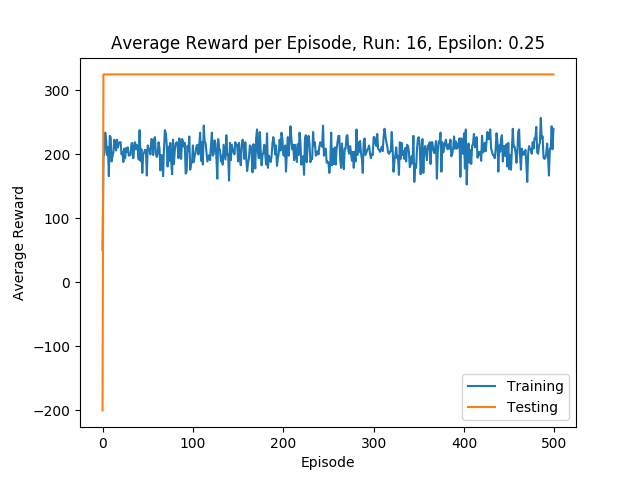 Average Reward per Episode, Run: 16, Epsilon: 0.25
300
200
100
0
−100
−200
Average Reward
0
100
200
300
400
500
Episode
Training
Testing